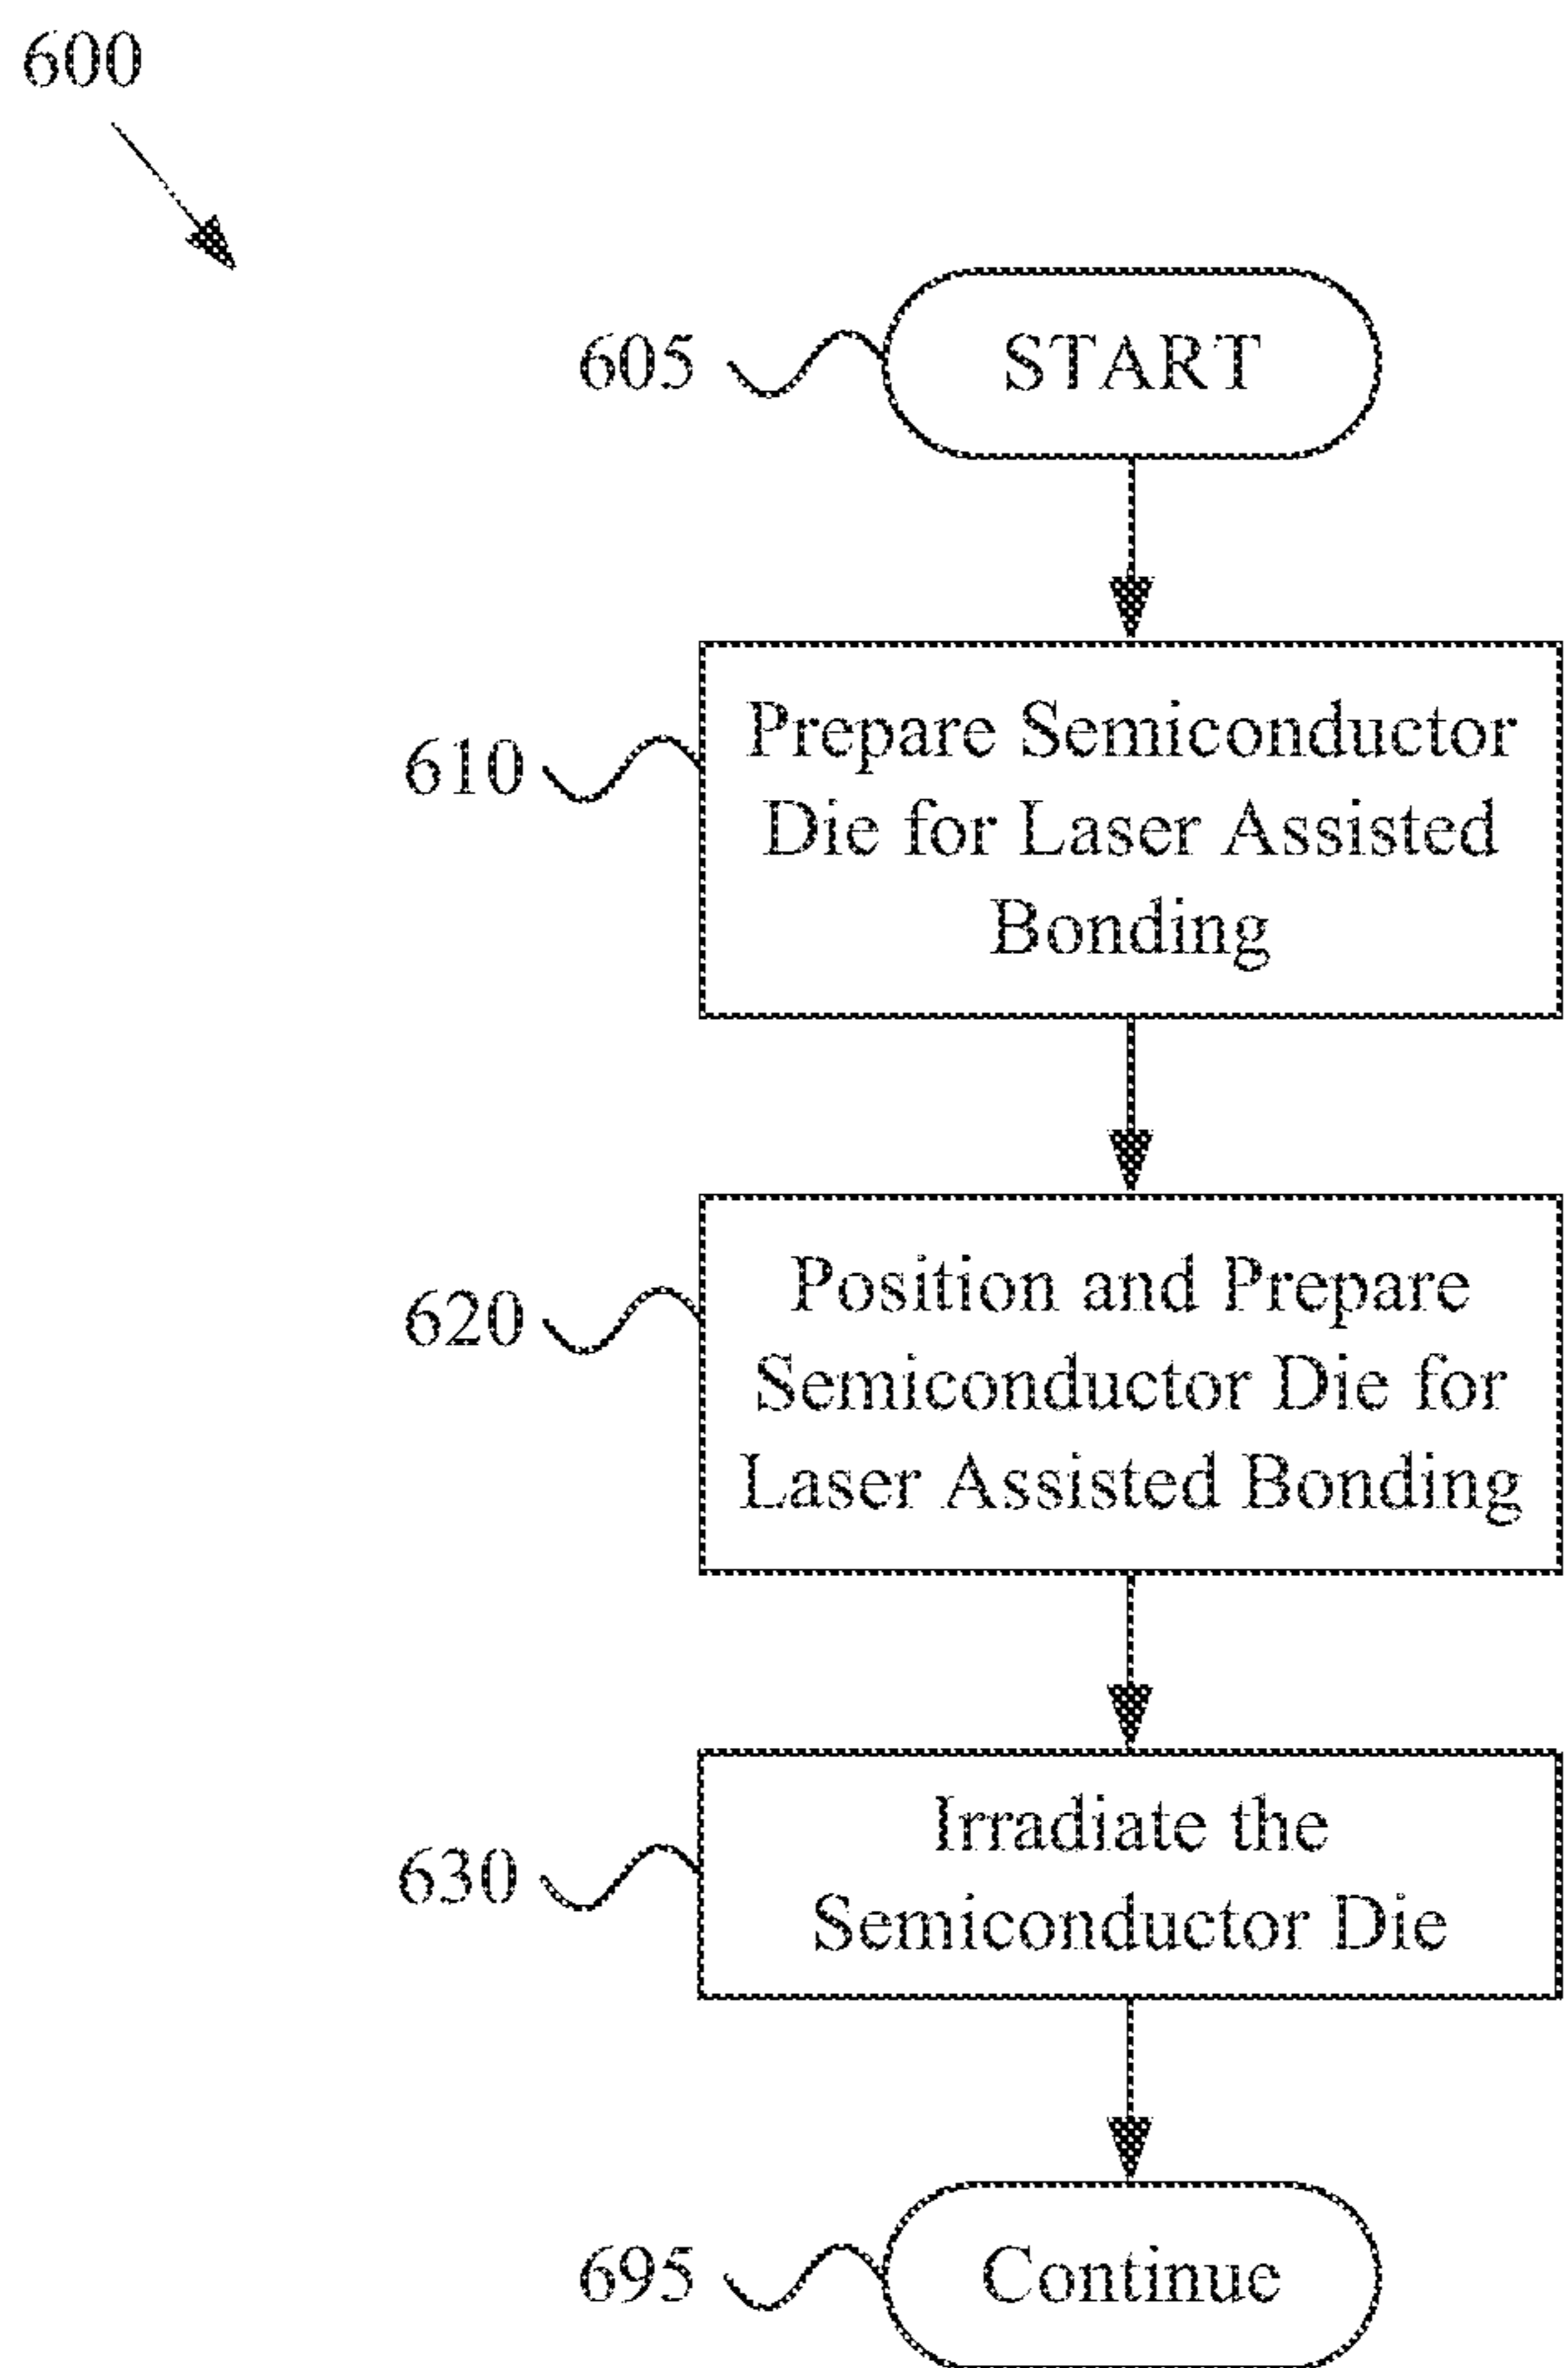 600
605
START
610
Prepare Semiconductor
Die for Laser Assisted
Bonding
620
Position and Prepare
Semiconductor Die for
Laser Assisted Bonding
630
Irradiate the
Semiconductor Die
695
Continue